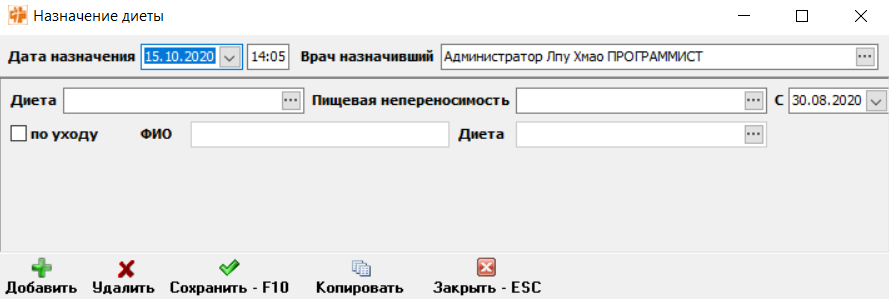 Назначение диеты
Дата назначения 15.10.2020 14:05 Врач назначивший Администратор Лпу Хмао ПРОГРАММИСТ ...
Диета ... Пищевая непереносимость ... С 30.08.2020
по уходу ФИО Диета ...
Добавить Удалить Сохранить - F10 Копировать Закрыть - ESC